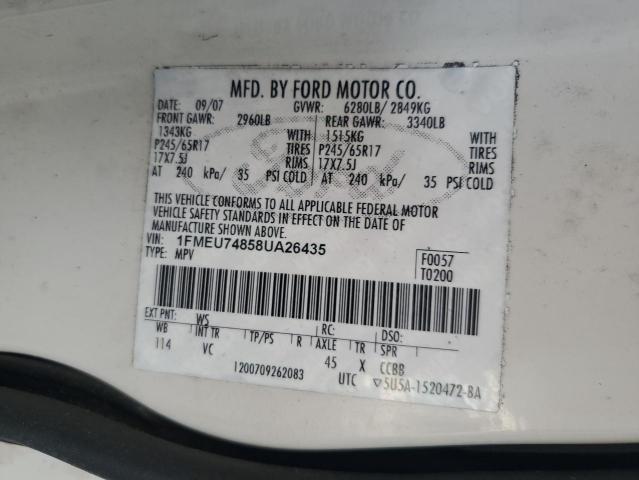 MFD. BY FORD MOTOR CO.
DATE: 09/07 GVWR: 6280LB/ 2849KG
FRONT GAWR: 2960LB REAR GAWR: 3340LB
1343KG WITH 1515KG WITH
P245/65R17 TIRES P245/65R17 TIRES
17X7.5J RIMS 17X7.5J RIMS
AT 240 kPa/ 35 PSI COLD AT 240 kPa/ 35 PSI COLD
THIS VEHICLE CONFORMS TO ALL APPLICABLE FEDERAL MOTOR
VEHICLE SAFETY STANDARDS IN EFFECT ON THE DATE OF
MANUFACTURE SHOWN ABOVE.
VIN: 1FMEU74858UA26435
TYPE: MPV
F0057
T0200
EXT PNT: WS RC: DSO:
WB INT TR TP/PS R AXLE TR SPR
114 VC 45 X CCBB
1200709262083 UTC ▽5U5A-1520472-BA